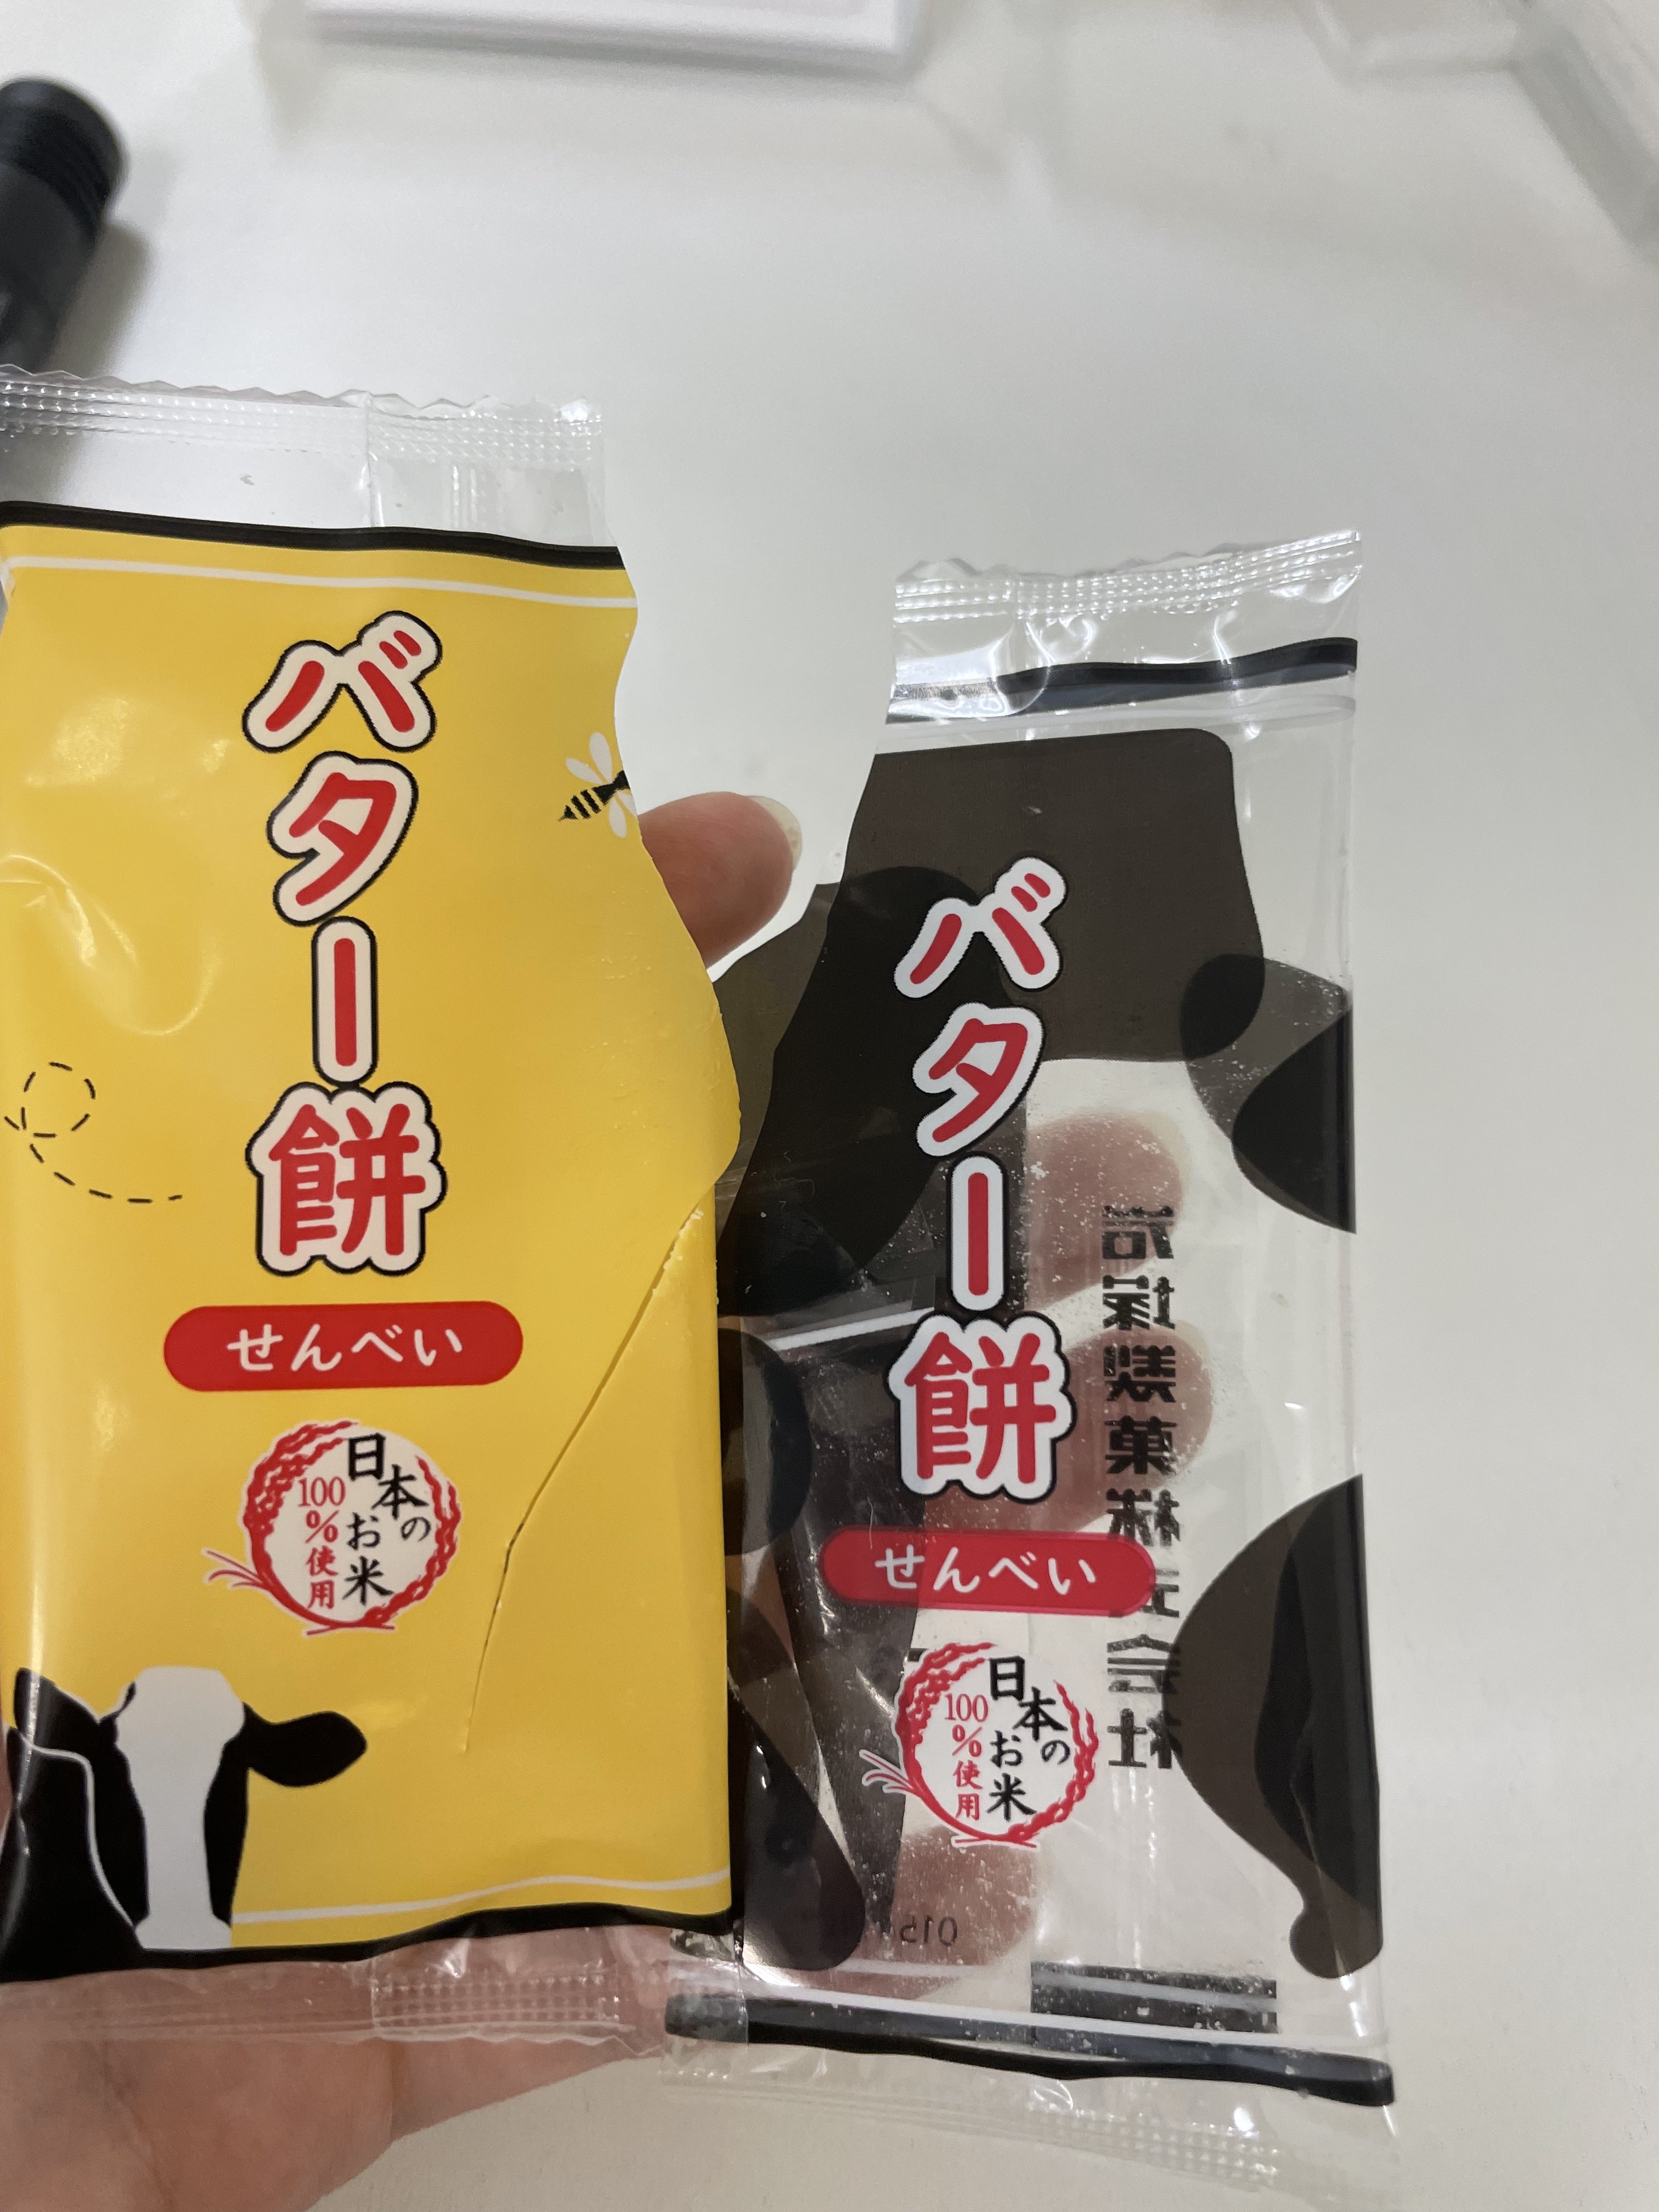 バター餅
せんべい
日本の
お米
100%
使用
バター餅
せんべい
日本の
お米
100%
使用